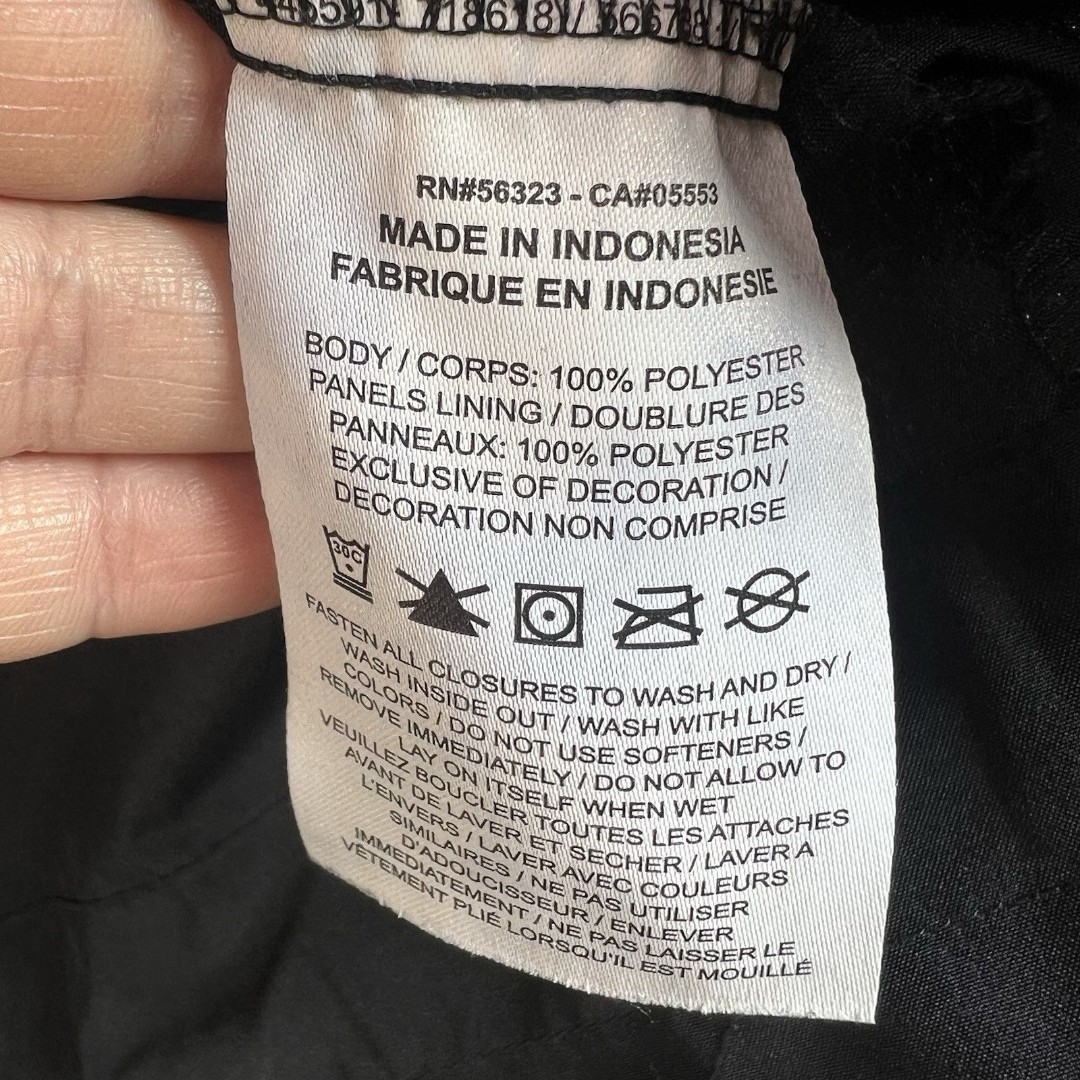 RN#56323 - CA#05553
MADE IN INDONESIA
FABRIQUE EN INDONESIE
BODY / CORPS: 100% POLYESTER
PANELS LINING / DOUBLURE DES
PANNEAUX: 100% POLYESTER
EXCLUSIVE OF DECORATION /
DECORATION NON COMPRISE
30C
FASTEN ALL CLOSURES TO WASH AND DRY /
WASH INSIDE OUT / WASH WITH LIKE
COLORS / DO NOT USE SOFTENERS /
REMOVE IMMEDIATELY / DO NOT ALLOW TO
LAY ON ITSELF WHEN WET
VEUILLEZ BOUCLER TOUTES LES ATTACHES
AVANT DE LAVER ET SECHER / LAVER A
L'ENVERS / LAVER AVEC COULEURS
SIMILAIRES / NE PAS UTILISER
D'ADOUCISSEUR / ENLEVER
IMMEDIATEMENT / NE PAS LAISSER LE
VÊTEMENT PLIÉ LORSQU'IL EST MOUILLÉ